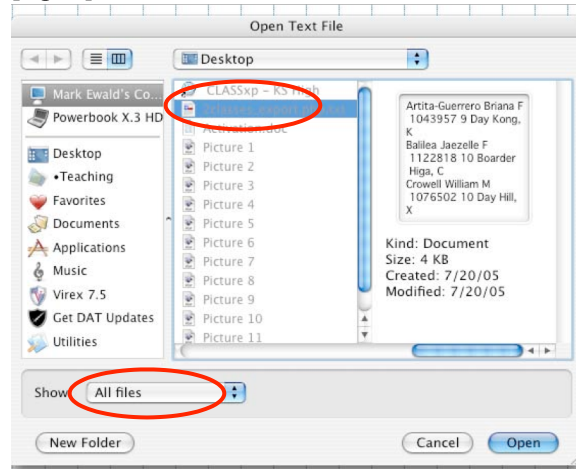 Open Text File
Desktop
Mark Ewald's Co...
Powerbook X.3 HD
Desktop
•Teaching
Favorites
Documents
Applications
Music
Virex 7.5
Get DAT Updates
Utilities
CLASSxp – KS High
Activation.doc
Picture 1
Picture 2
Picture 3
Picture 4
Picture 5
Picture 6
Picture 7
Picture 8
Picture 9
Picture 10
Picture 11
Artita-Guerrero Briana F
1043957 9 Day Kong,
K
Balilea Jaezelle F
1122818 10 Boarder
Higa, C
Crowell William M
1076502 10 Day Hill,
X
Kind: Document
Size: 4 KB
Created: 7/20/05
Modified: 7/20/05
Show
All files
New Folder
Cancel
Open